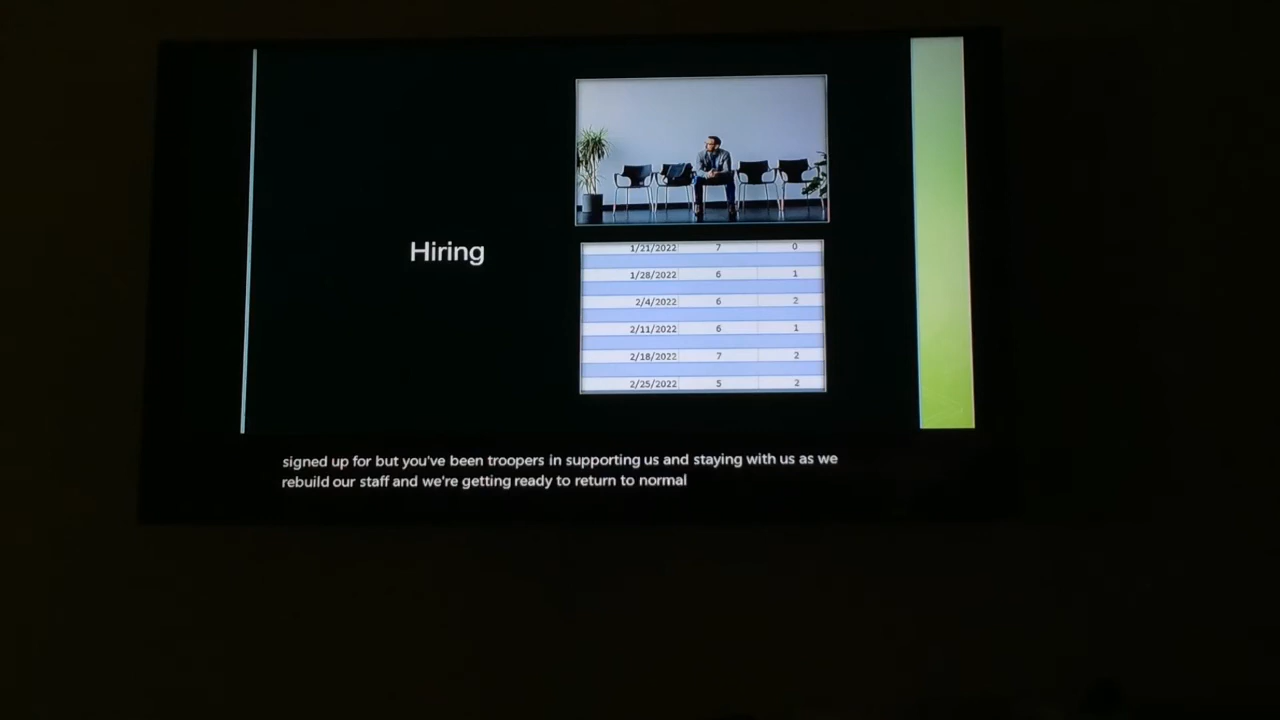 Hiring
1/21/2022 7 0
1/28/2022 6 1
2/4/2022 6 2
2/11/2022 6 1
2/18/2022 7 2
2/25/2022 5 2
signed up for but you've been troopers in supporting us and staying with us as we
rebuild our staff and we're getting ready to return to normal